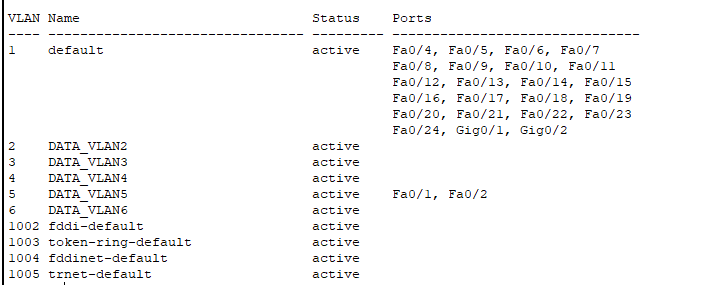 VLAN Name                             Status    Ports
---- -------------------------------- --------- -------------------------------
1    default                          active    Fa0/4, Fa0/5, Fa0/6, Fa0/7
                                                Fa0/8, Fa0/9, Fa0/10, Fa0/11
                                                Fa0/12, Fa0/13, Fa0/14, Fa0/15
                                                Fa0/16, Fa0/17, Fa0/18, Fa0/19
                                                Fa0/20, Fa0/21, Fa0/22, Fa0/23
                                                Fa0/24, Gig0/1, Gig0/2
2    DATA_VLAN2                       active
3    DATA_VLAN3                       active
4    DATA_VLAN4                       active
5    DATA_VLAN5                       active    Fa0/1, Fa0/2
6    DATA_VLAN6                       active
1002 fddi-default                     active
1003 token-ring-default               active
1004 fddinet-default                  active
1005 trnet-default                    active